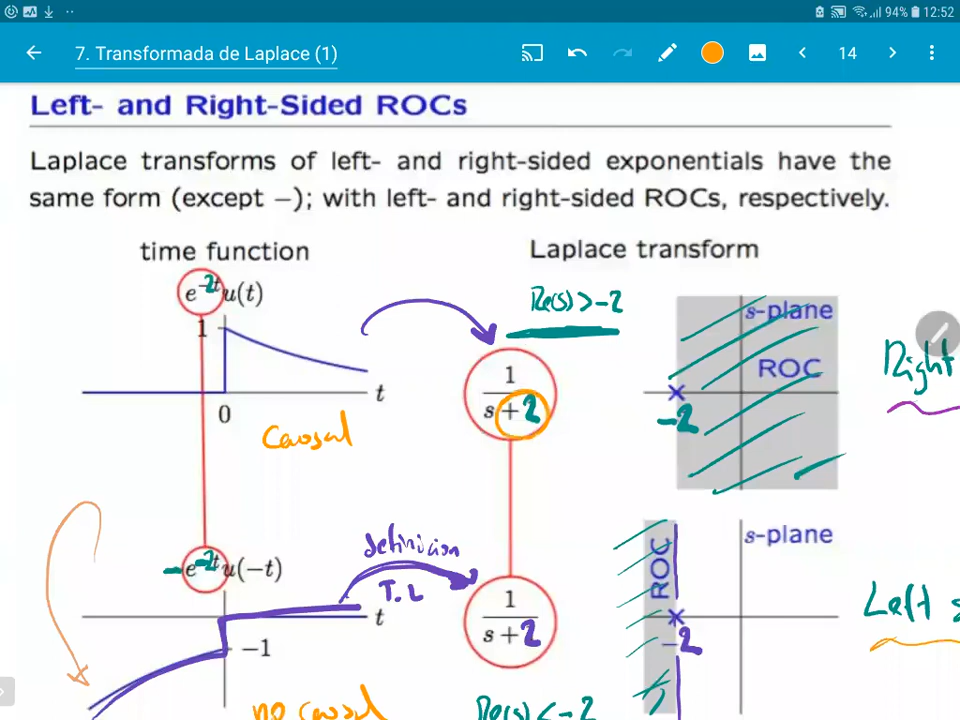 94% 12:52
7. Transformada de Laplace (1)
14
Left- and Right-Sided ROCs
Laplace transforms of left- and right-sided exponentials have the
same form (except −); with left- and right-sided ROCs, respectively.
time function
Laplace transform
e^-2t u(t)
Re(s) > -2
s-plane
1
ROC
1
s+2
Right
t
0
-2
Causal
definicion
s-plane
ROC
-e^-2t u(-t)
T.L
1
s+2
t
Left s
-1
-2
no causal
Re(s) < -2